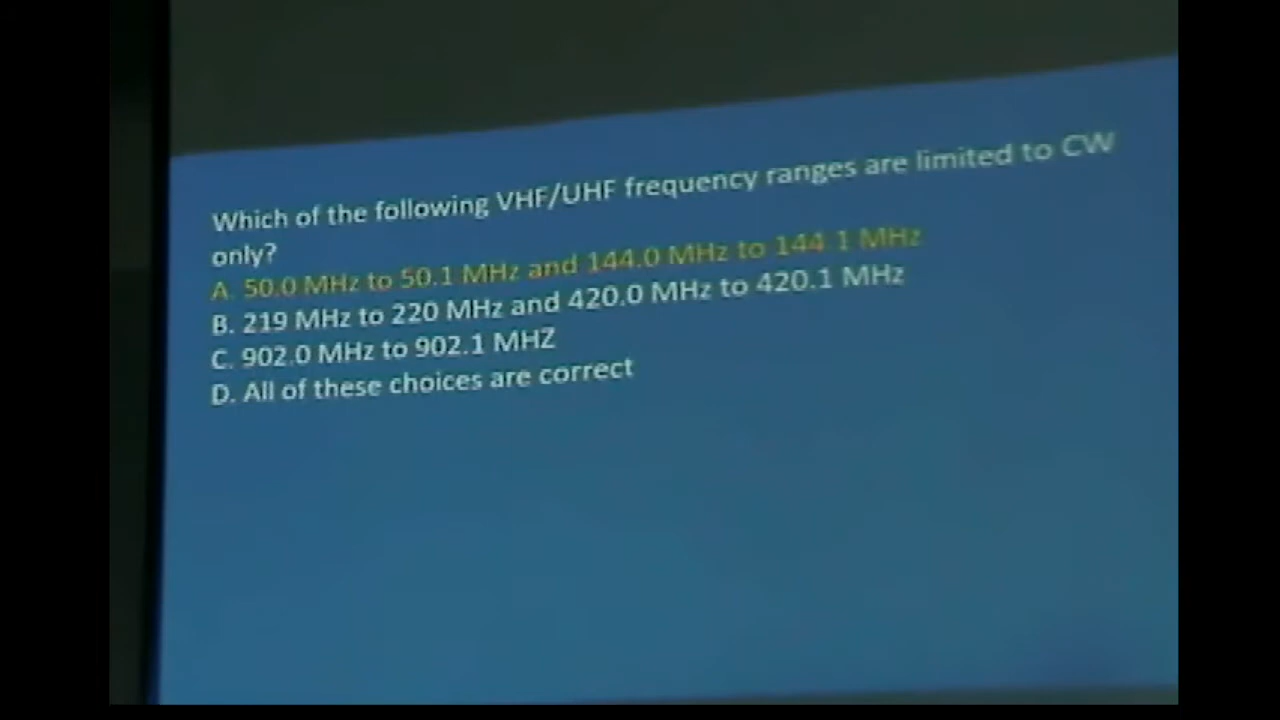 Which of the following VHF/UHF frequency ranges are limited to CW
only?
A. 50.0 MHz to 50.1 MHz and 144.0 MHz to 144.1 MHz
B. 219 MHz to 220 MHz and 420.0 MHz to 420.1 MHz
C. 902.0 MHz to 902.1 MHZ
D. All of these choices are correct